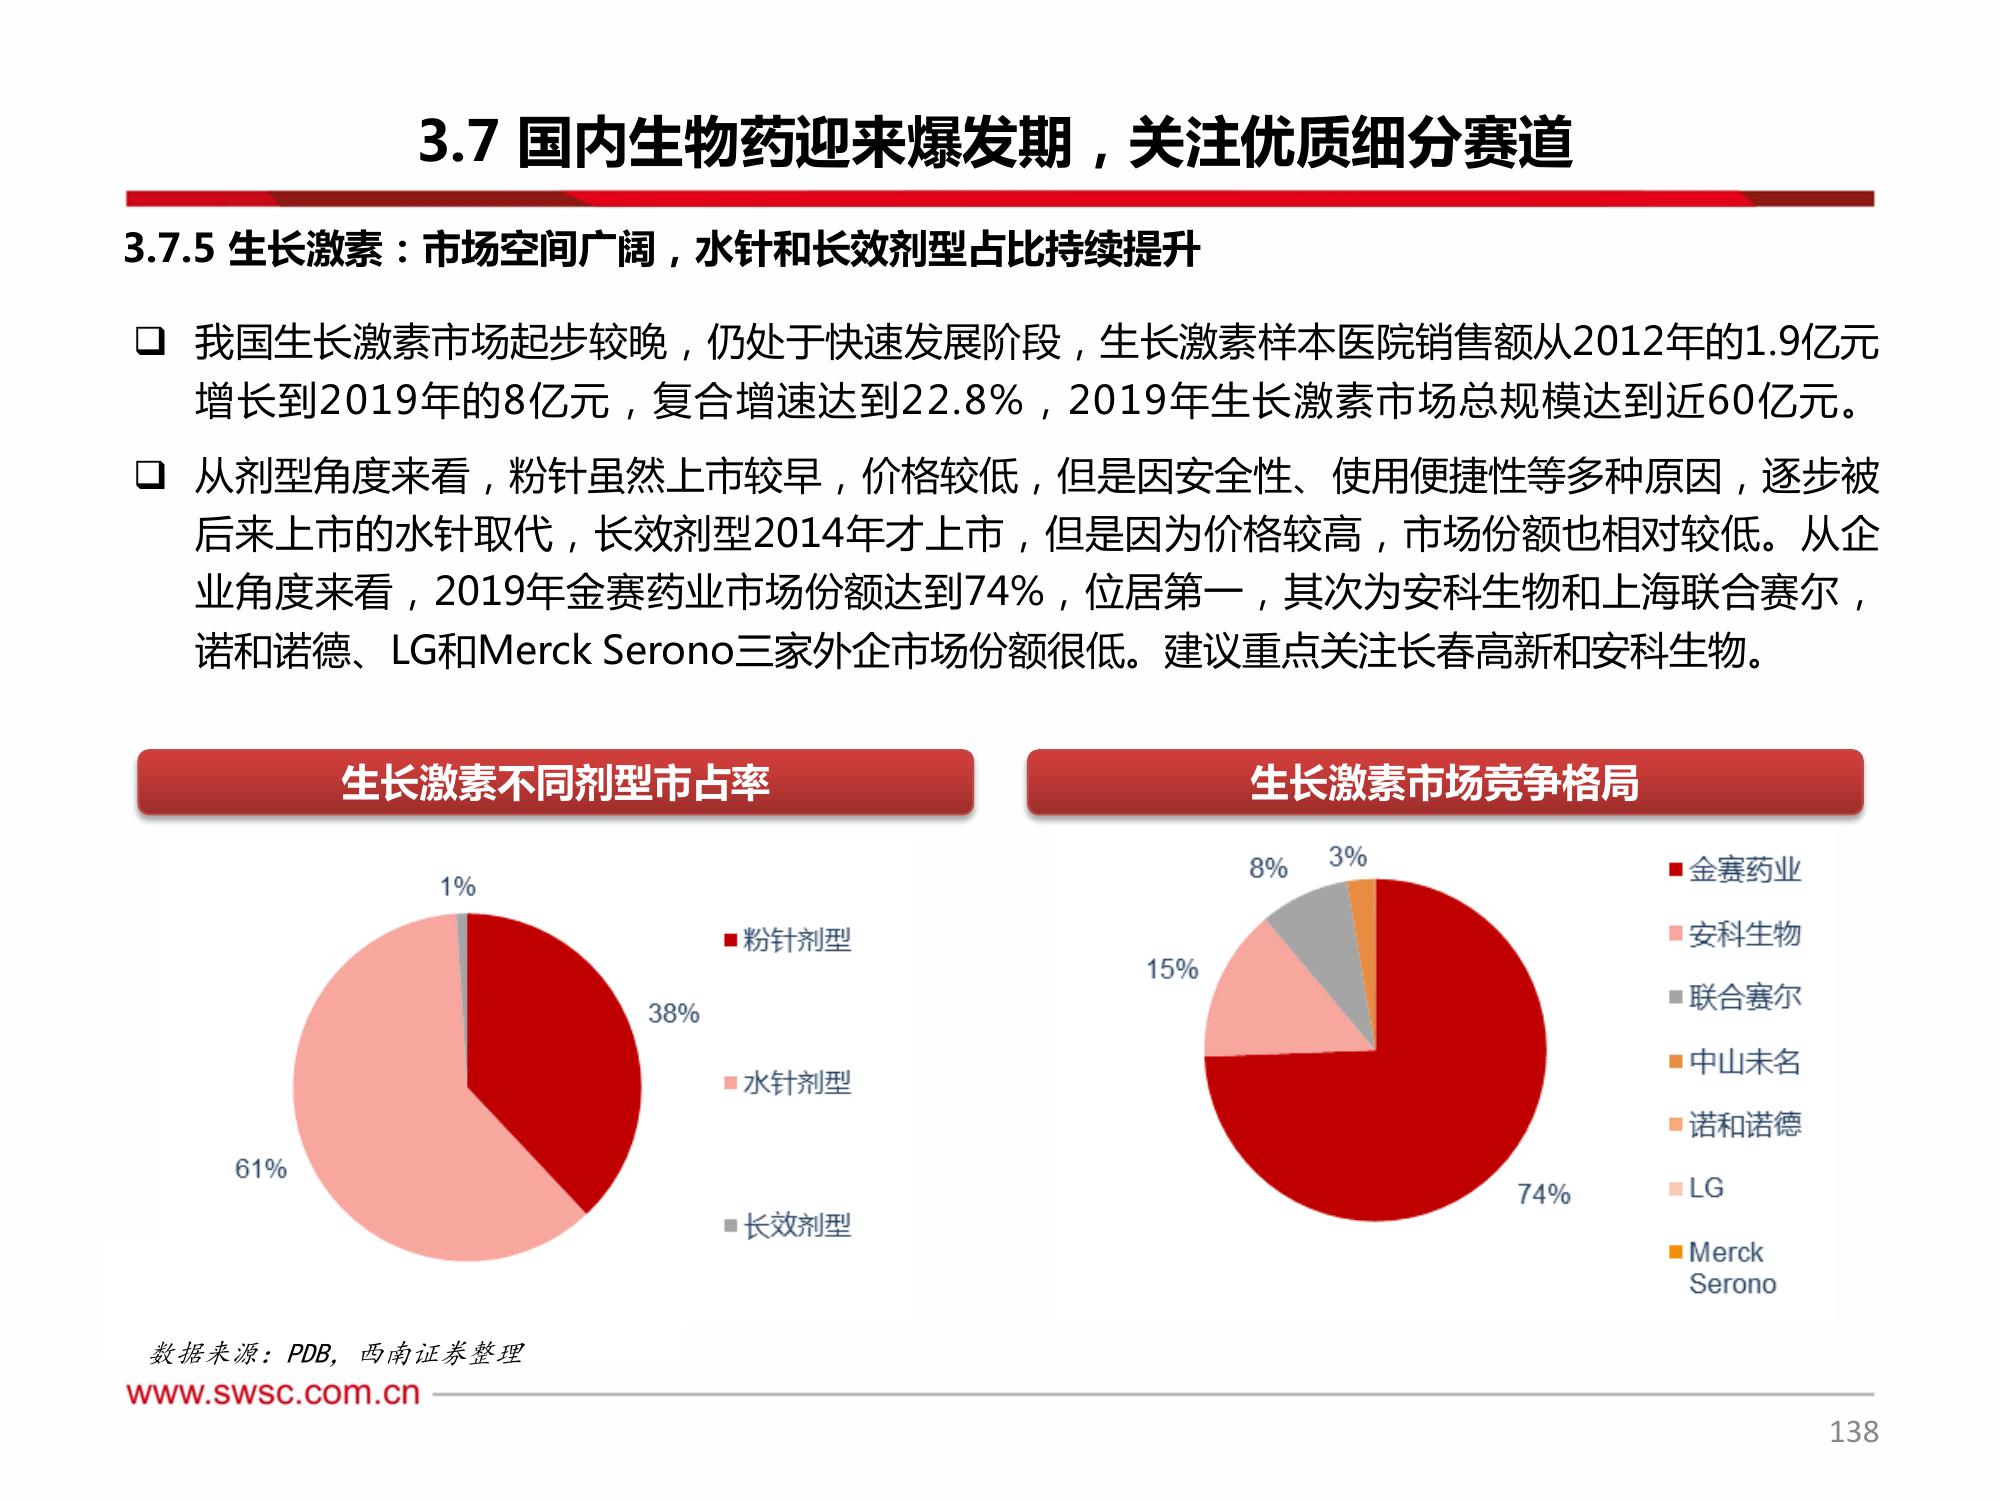 3.7 国内生物药迎来爆发期，关注优质细分赛道
3.7.5 生长激素：市场空间广阔，水针和长效剂型占比持续提升
❑ 我国生长激素市场起步较晚，仍处于快速发展阶段，生长激素样本医院销售额从2012年的1.9亿元
增长到2019年的8亿元，复合增速达到22.8%，2019年生长激素市场总规模达到近60亿元。
❑ 从剂型角度来看，粉针虽然上市较早，价格较低，但是因安全性、使用便捷性等多种原因，逐步被
后来上市的水针取代，长效剂型2014年才上市，但是因为价格较高，市场份额也相对较低。从企
业角度来看，2019年金赛药业市场份额达到74%，位居第一，其次为安科生物和上海联合赛尔，
诺和诺德、LG和Merck Serono三家外企市场份额很低。建议重点关注长春高新和安科生物。
生长激素不同剂型市占率
1%
38%
61%
粉针剂型
水针剂型
长效剂型
生长激素市场竞争格局
8%
3%
15%
74%
金赛药业
安科生物
联合赛尔
中山未名
诺和诺德
LG
Merck
Serono
数据来源：PDB，西南证券整理
www.swsc.com.cn
138